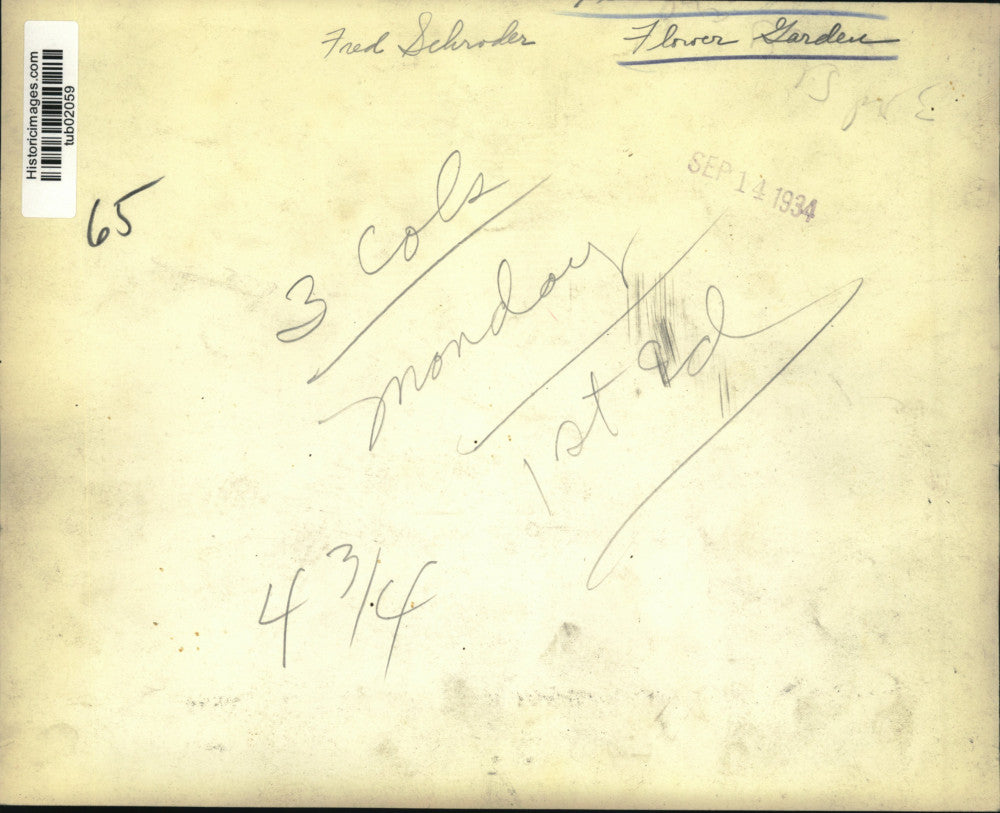 Fred Schroder
Flower Garden
Historicimages.com
tub02059
65
SEP 14 1934
3 Cols
Monday
1st Ed
4 3/4